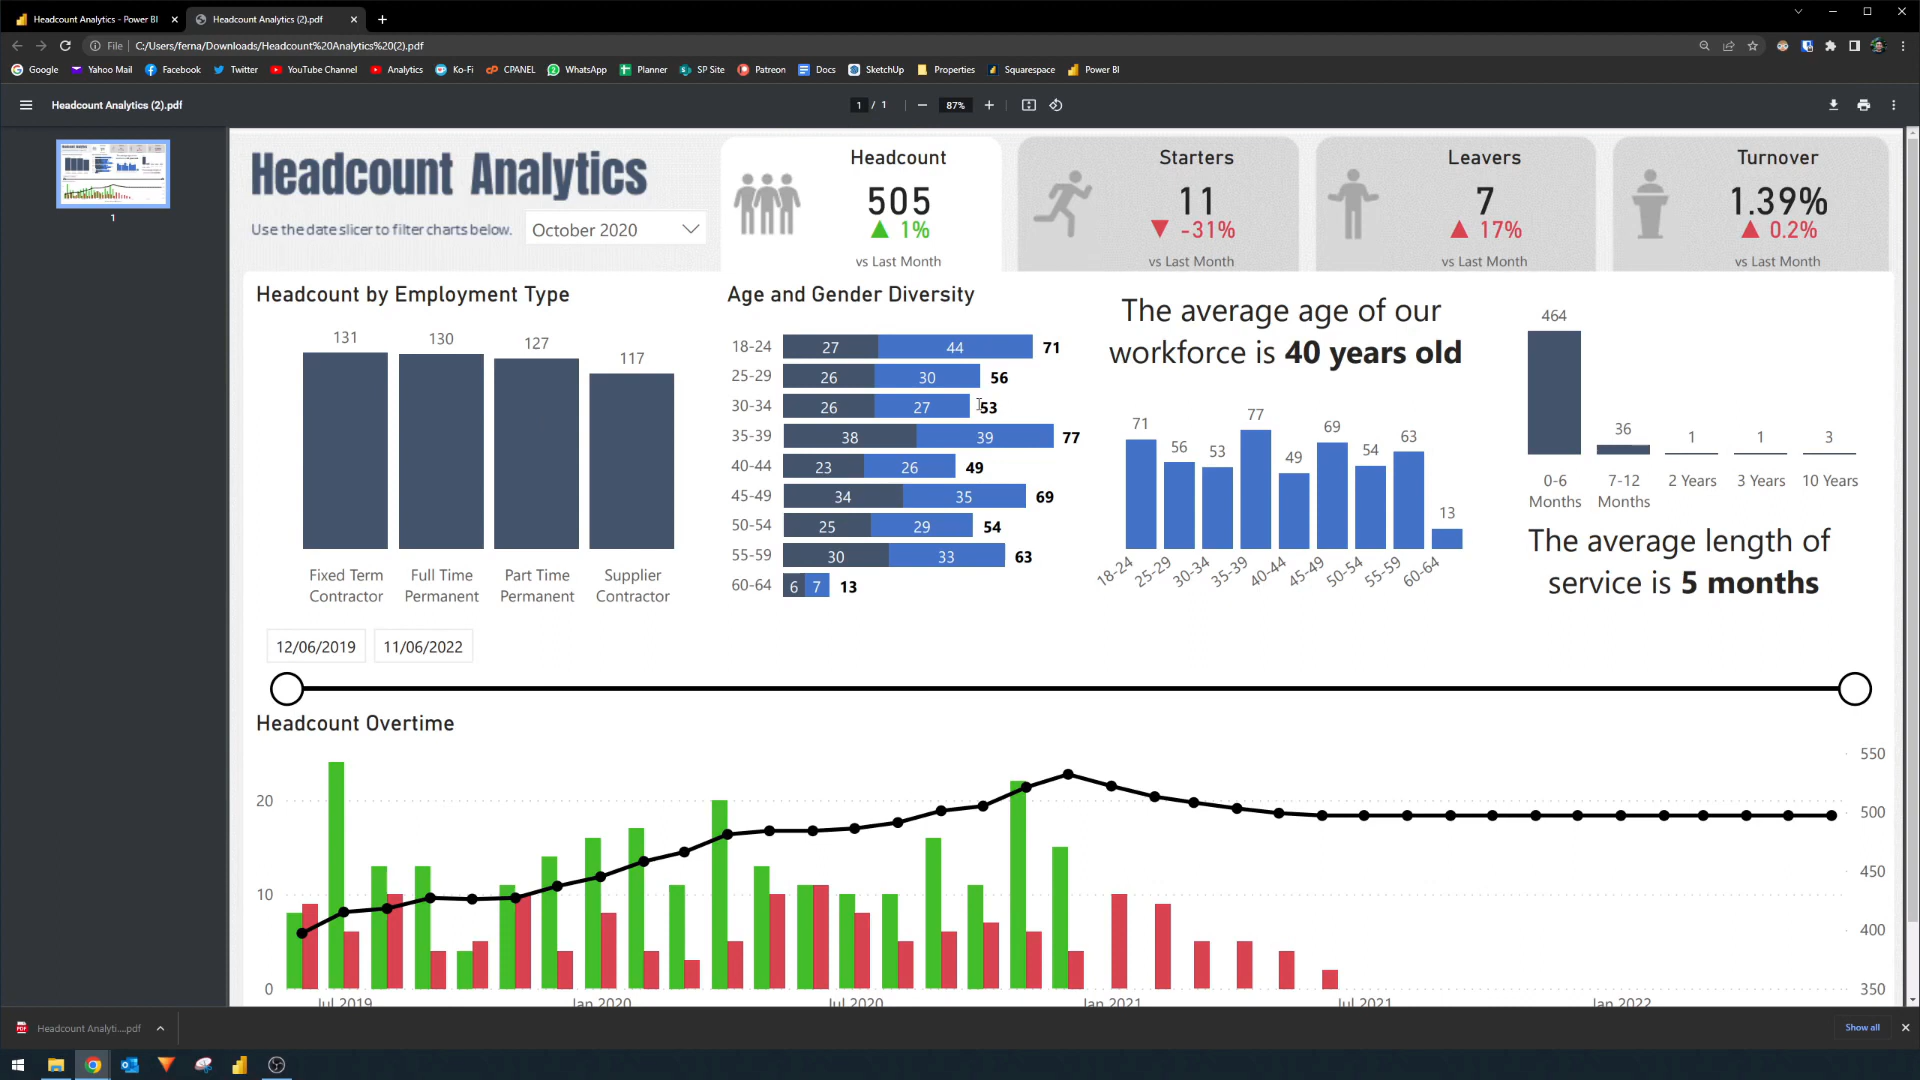 Headcount Analytics - Power BI
Headcount Analytics (2).pdf
File
C:/Users/ferna/Downloads/Headcount%20Analytics%20(2).pdf
Google Yahoo Mail Facebook Twitter YouTube Channel Analytics Ko-Fi CPANEL WhatsApp Planner SP Site Patreon Docs SketchUp Properties Squarespace Power BI
Headcount Analytics (2).pdf
1 / 1
87%
1
Headcount Analytics
Use the date slicer to filter charts below.
October 2020
Headcount
505
▲ 1%
vs Last Month
Starters
11
▼ -31%
vs Last Month
Leavers
7
▲ 17%
vs Last Month
Turnover
1.39%
▲ 0.2%
vs Last Month
Headcount by Employment Type
131 130 127 117
Fixed Term Contractor
Full Time Permanent
Part Time Permanent
Supplier Contractor
Age and Gender Diversity
18-24 27 44 71
25-29 26 30 56
30-34 26 27 53
35-39 38 39 77
40-44 23 26 49
45-49 34 35 69
50-54 25 29 54
55-59 30 33 63
60-64 6 7 13
The average age of our
workforce is 40 years old
71 56 53 77 49 69 54 63 13
18-24 25-29 30-34 35-39 40-44 45-49 50-54 55-59 60-64
464 36 1 1 3
0-6 Months
7-12 Months
2 Years
3 Years
10 Years
The average length of
service is 5 months
12/06/2019 11/06/2022
Headcount Overtime
550
20
500
450
10
400
0
350
Jul 2019 Jan 2020 Jul 2020 Jan 2021 Jul 2021 Jan 2022
Headcount Analyti....pdf
Show all